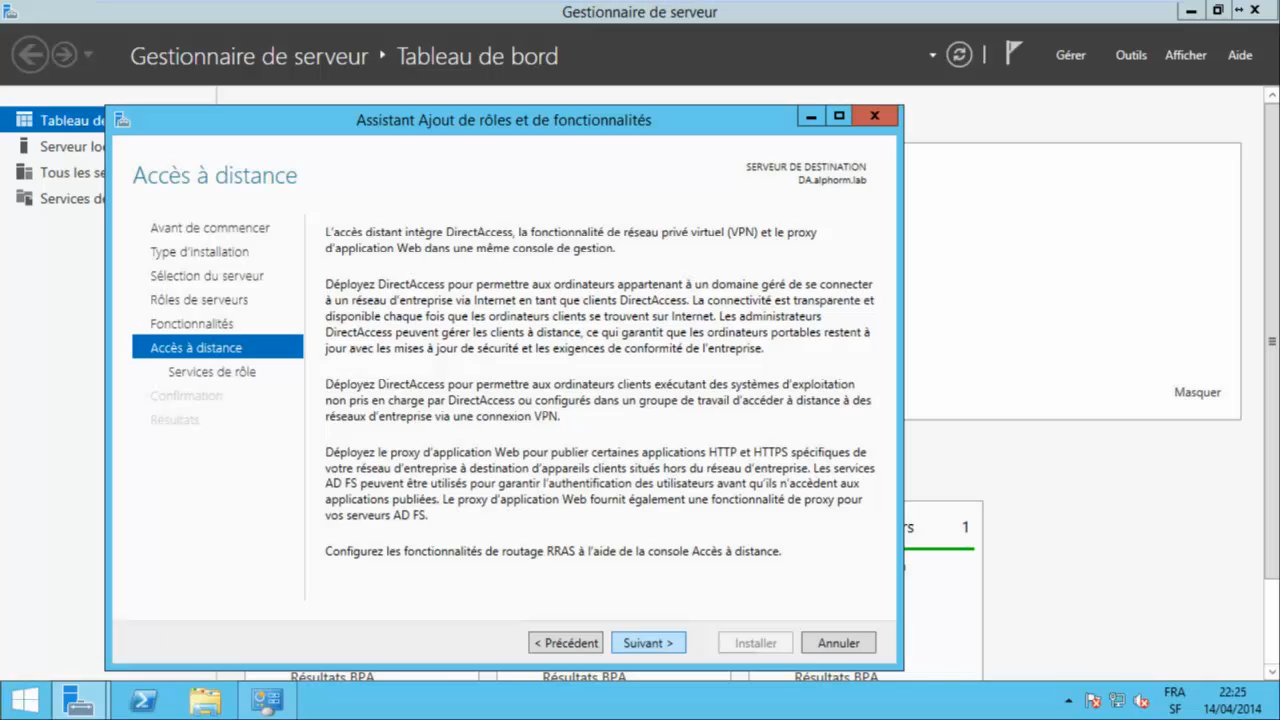 Gestionnaire de serveur
Gestionnaire de serveur ‣ Tableau de bord
Gérer
Outils
Afficher
Aide
Tableau de
Serveur loc
Tous les se
Services de
Assistant Ajout de rôles et de fonctionnalités
Accès à distance
SERVEUR DE DESTINATION
DA.alphorm.lab
Avant de commencer
Type d'installation
Sélection du serveur
Rôles de serveurs
Fonctionnalités
Accès à distance
Services de rôle
Confirmation
Résultats
L'accès distant intègre DirectAccess, la fonctionnalité de réseau privé virtuel (VPN) et le proxy
d'application Web dans une même console de gestion.
Déployez DirectAccess pour permettre aux ordinateurs appartenant à un domaine géré de se connecter
à un réseau d'entreprise via Internet en tant que clients DirectAccess. La connectivité est transparente et
disponible chaque fois que les ordinateurs clients se trouvent sur Internet. Les administrateurs
DirectAccess peuvent gérer les clients à distance, ce qui garantit que les ordinateurs portables restent à
jour avec les mises à jour de sécurité et les exigences de conformité de l'entreprise.
Déployez DirectAccess pour permettre aux ordinateurs clients exécutant des systèmes d'exploitation
non pris en charge par DirectAccess ou configurés dans un groupe de travail d'accéder à distance à des
réseaux d'entreprise via une connexion VPN.
Déployez le proxy d'application Web pour publier certaines applications HTTP et HTTPS spécifiques de
votre réseau d'entreprise à destination d'appareils clients situés hors du réseau d'entreprise. Les services
AD FS peuvent être utilisés pour garantir l'authentification des utilisateurs avant qu'ils n'accèdent aux
applications publiées. Le proxy d'application Web fournit également une fonctionnalité de proxy pour
vos serveurs AD FS.
Configurez les fonctionnalités de routage RRAS à l'aide de la console Accès à distance.
Masquer
rs 1
< Précédent
Suivant >
Installer
Annuler
Résultats BPA
Résultats BPA
Résultats BPA
FRA
SF
22:25
14/04/2014